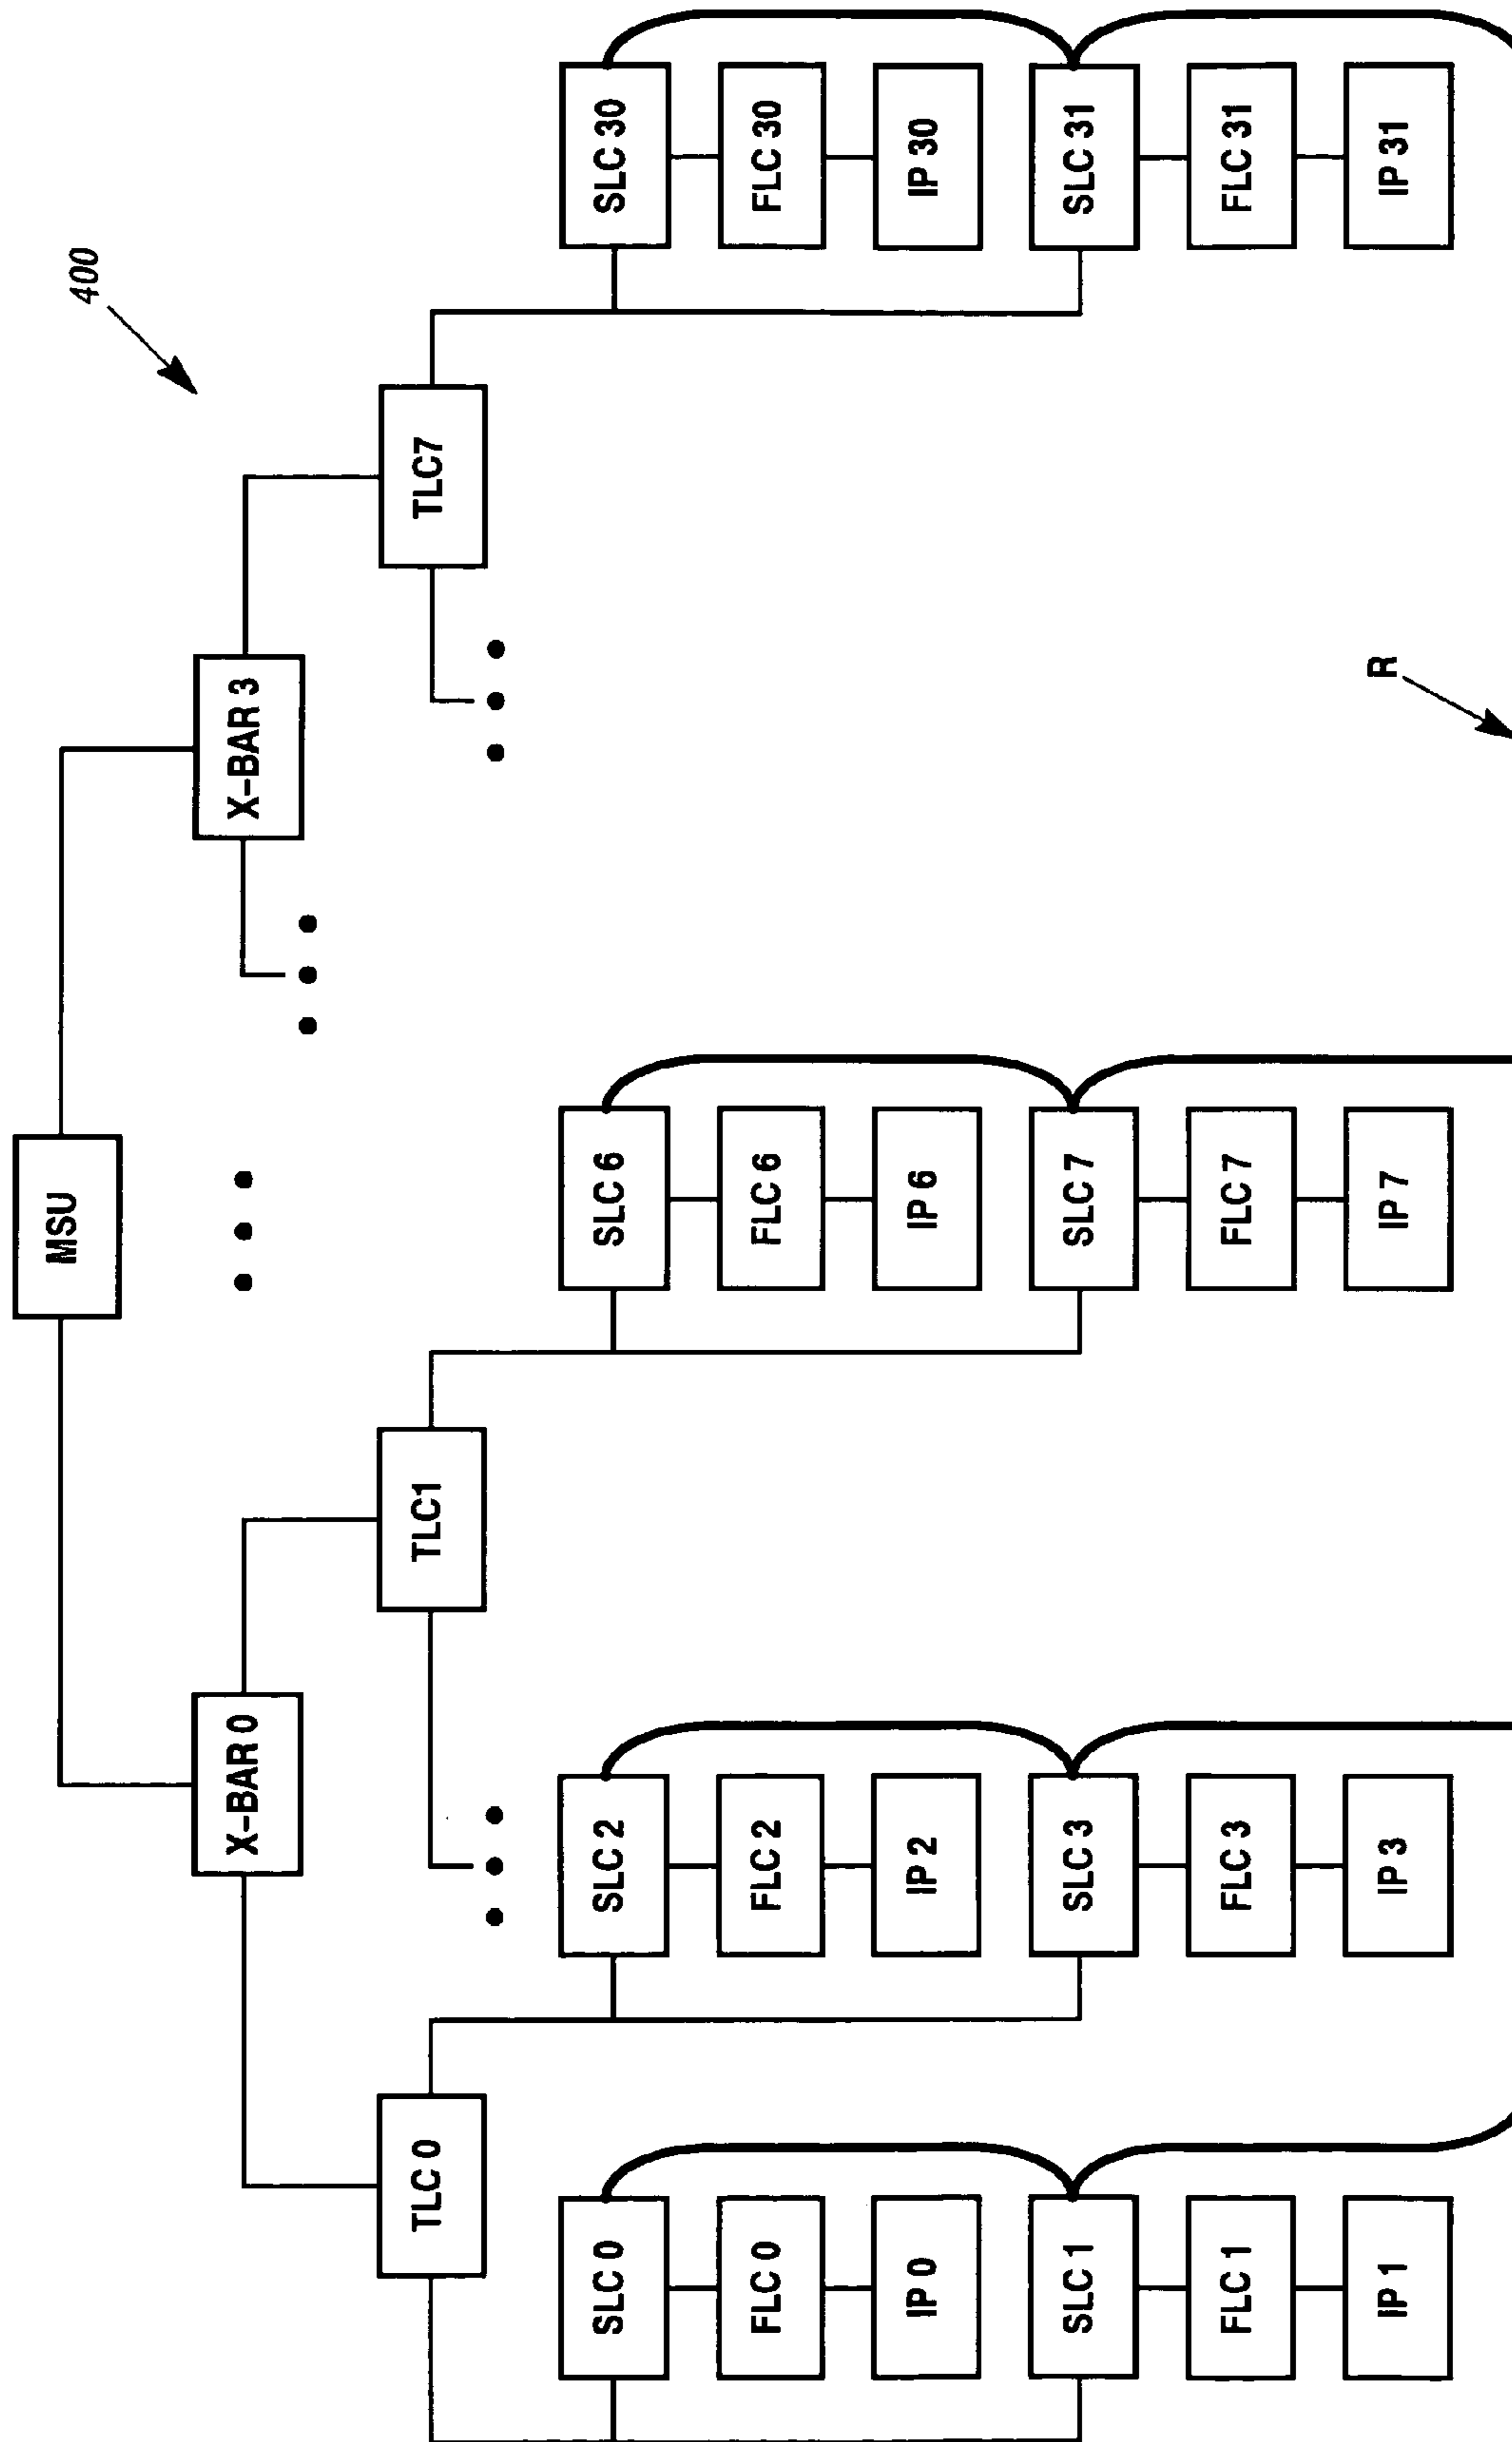 400
MSU
X-BAR 0
X-BAR 3
TLC 0
TLC1
TLC7
SLC 0
FLC 0
IP 0
SLC 1
FLC 1
IP 1
SLC 2
FLC 2
IP 2
SLC 3
FLC 3
IP 3
SLC 6
FLC 6
IP 6
SLC 7
FLC 7
IP 7
SLC 30
FLC 30
IP 30
SLC 31
FLC 31
IP 31
R